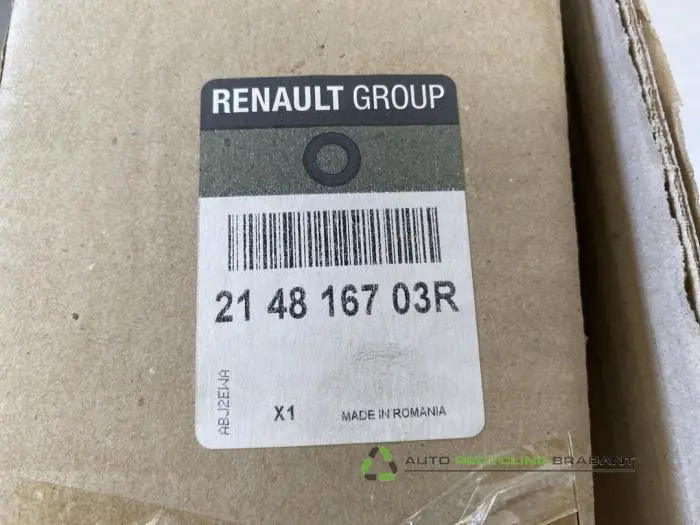 RENAULT GROUP
21 48 167 03R
ABJ2EWA
X1 MADE IN ROMANIA
AUTO RECYCLING BRABANT